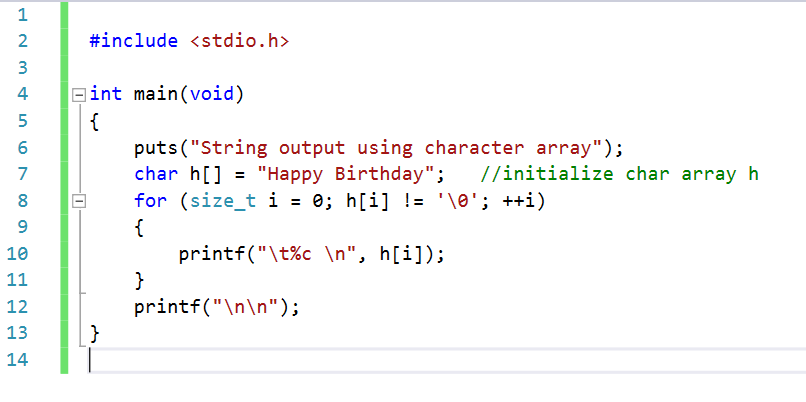 1
2 #include <stdio.h>
3
4 int main(void)
5 {
6 puts("String output using character array");
7 char h[] = "Happy Birthday"; //initialize char array h
8 for (size_t i = 0; h[i] != '\0'; ++i)
9 {
10 printf("\t%c \n", h[i]);
11 }
12 printf("\n\n");
13 }
14